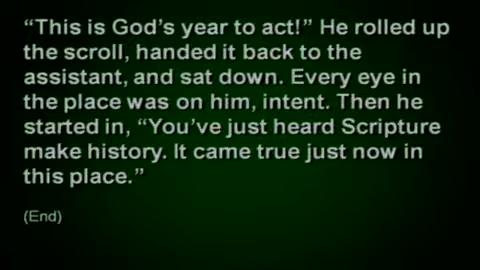 “This is God’s year to act!” He rolled up
the scroll, handed it back to the
assistant, and sat down. Every eye in
the place was on him, intent. Then he
started in, “You’ve just heard Scripture
make history. It came true just now in
this place.”
(End)